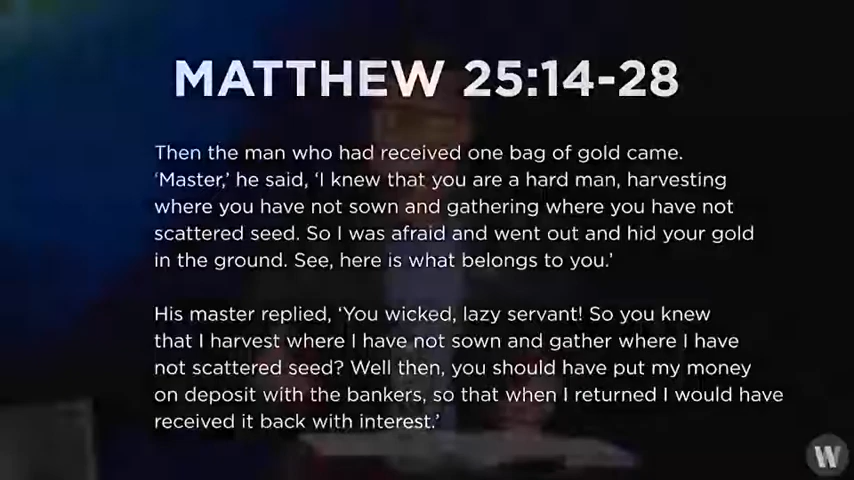 MATTHEW 25:14-28
Then the man who had received one bag of gold came.
‘Master,’ he said, ‘I knew that you are a hard man, harvesting
where you have not sown and gathering where you have not
scattered seed. So I was afraid and went out and hid your gold
in the ground. See, here is what belongs to you.’
His master replied, ‘You wicked, lazy servant! So you knew
that I harvest where I have not sown and gather where I have
not scattered seed? Well then, you should have put my money
on deposit with the bankers, so that when I returned I would have
received it back with interest.’
W